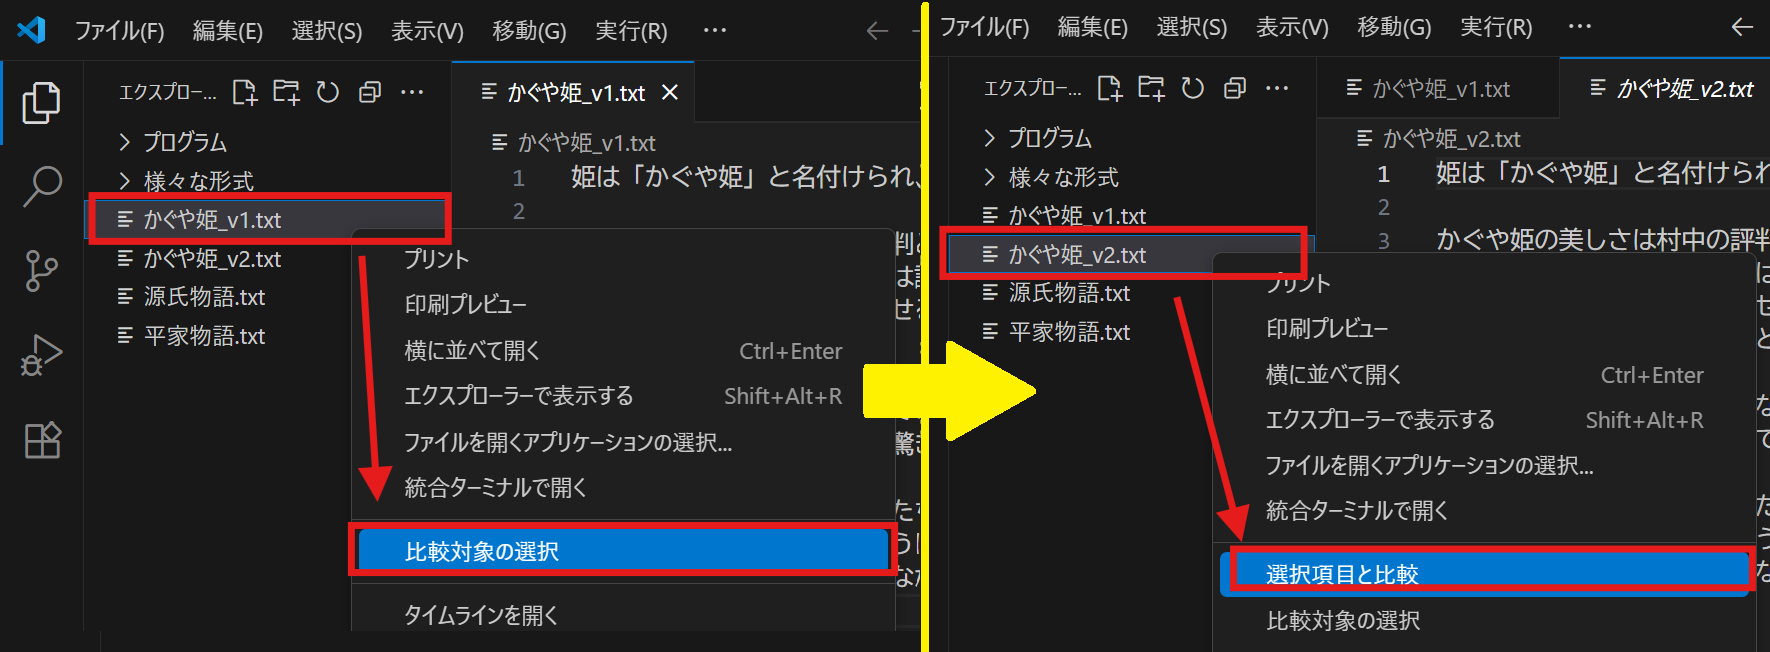 ファイル(F) 編集(E) 選択(S) 表示(V) 移動(G) 実行(R) … ←
エクスプロー... …
プログラム
様々な形式
かぐや姫_v1.txt
かぐや姫_v2.txt
源氏物語.txt
平家物語.txt
かぐや姫_v1.txt ×
かぐや姫_v1.txt
1 姫は「かぐや姫」と名付けられ、
2
プリント
印刷プレビュー
横に並べて開く Ctrl+Enter
エクスプローラーで表示する Shift+Alt+R
ファイルを開くアプリケーションの選択...
統合ターミナルで開く
比較対象の選択
タイムラインを開く
ファイル(F) 編集(E) 選択(S) 表示(V) 移動(G) 実行(R) … ←
エクスプロー... …
プログラム
様々な形式
かぐや姫_v1.txt
かぐや姫_v2.txt
源氏物語.txt
平家物語.txt
かぐや姫_v1.txt かぐや姫_v2.txt
かぐや姫_v2.txt
1 姫は「かぐや姫」と名付けられ
2
3 かぐや姫の美しさは村中の評判
プリント
印刷プレビュー
横に並べて開く Ctrl+Enter
エクスプローラーで表示する Shift+Alt+R
ファイルを開くアプリケーションの選択...
統合ターミナルで開く
選択項目と比較
比較対象の選択